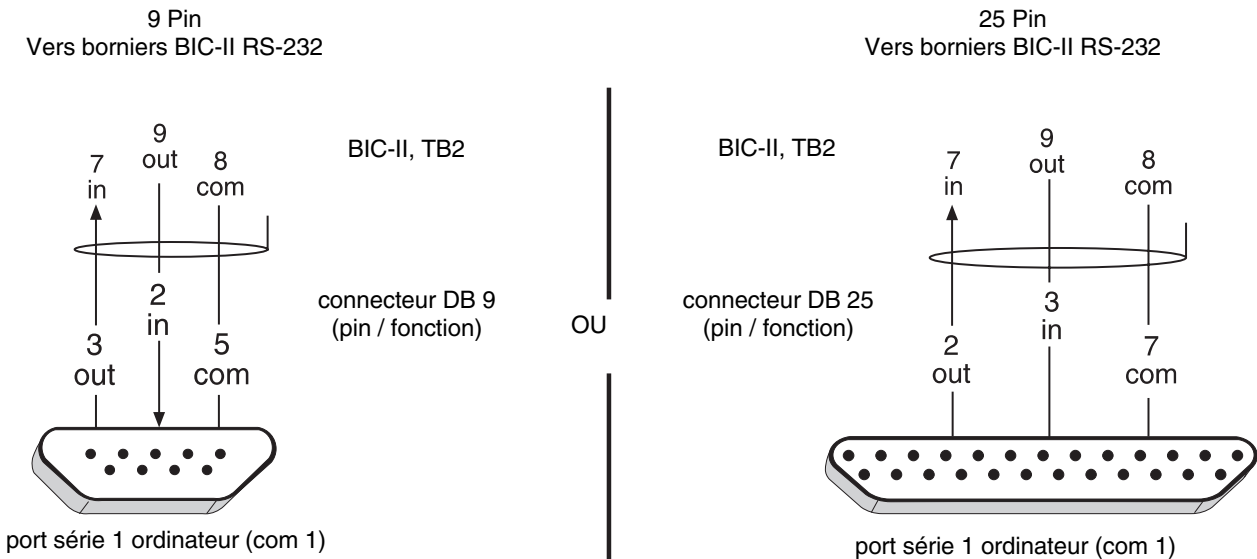 9 Pin
Vers borniers BIC-II RS-232
9
out
7
in
8
com
BIC-II, TB2
2
in
3
out
5
com
connecteur DB 9
(pin / fonction)
port série 1 ordinateur (com 1)
OU
25 Pin
Vers borniers BIC-II RS-232
BIC-II, TB2
7
in
9
out
8
com
connecteur DB 25
(pin / fonction)
2
out
3
in
7
com
port série 1 ordinateur (com 1)